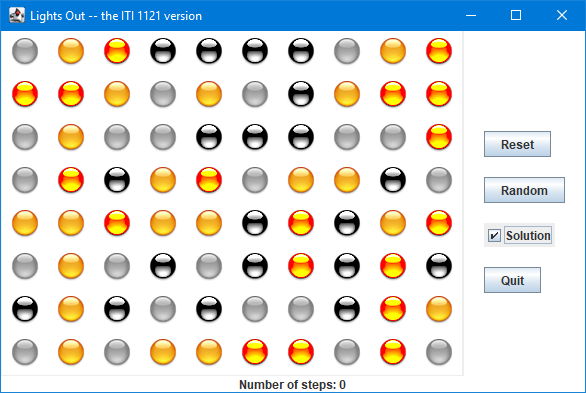 Lights Out -- the ITI 1121 version
Reset
Random
Solution
Quit
Number of steps: 0